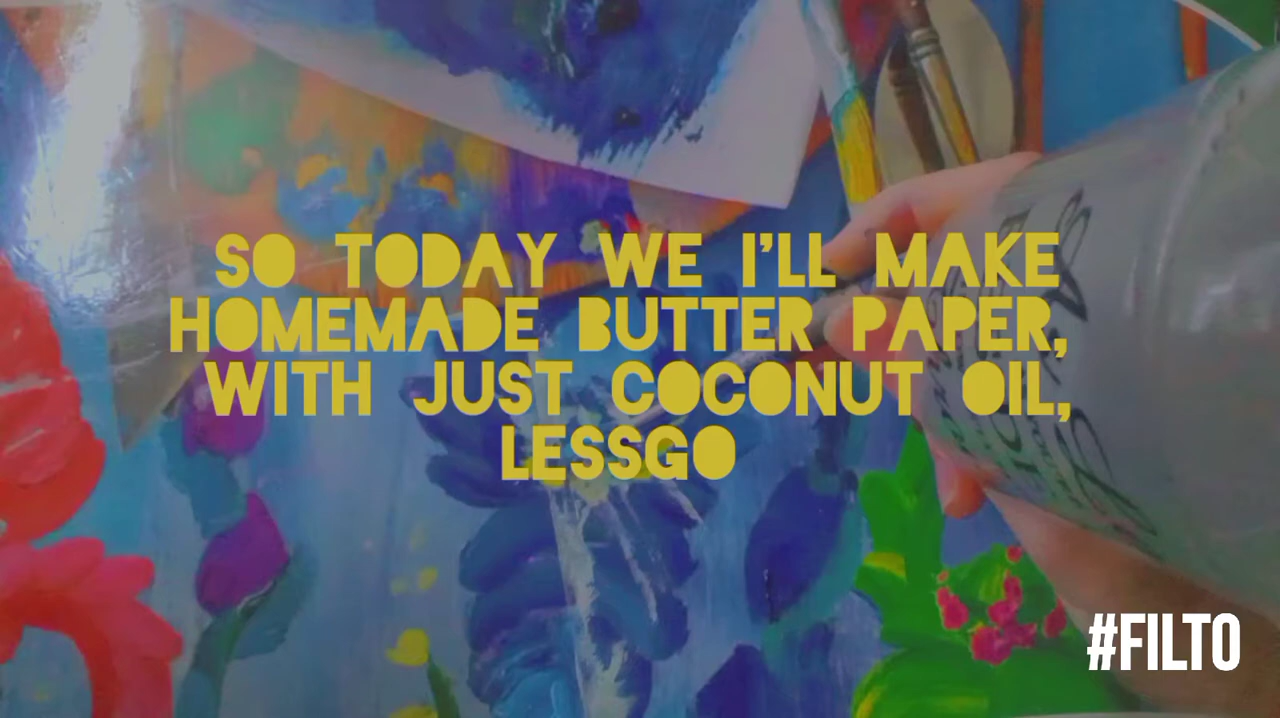 SO TODAY WE I'LL MAKE
HOMEMADE BUTTER PAPER,
WITH JUST COCONUT OIL,
LESSGO
#FILTO